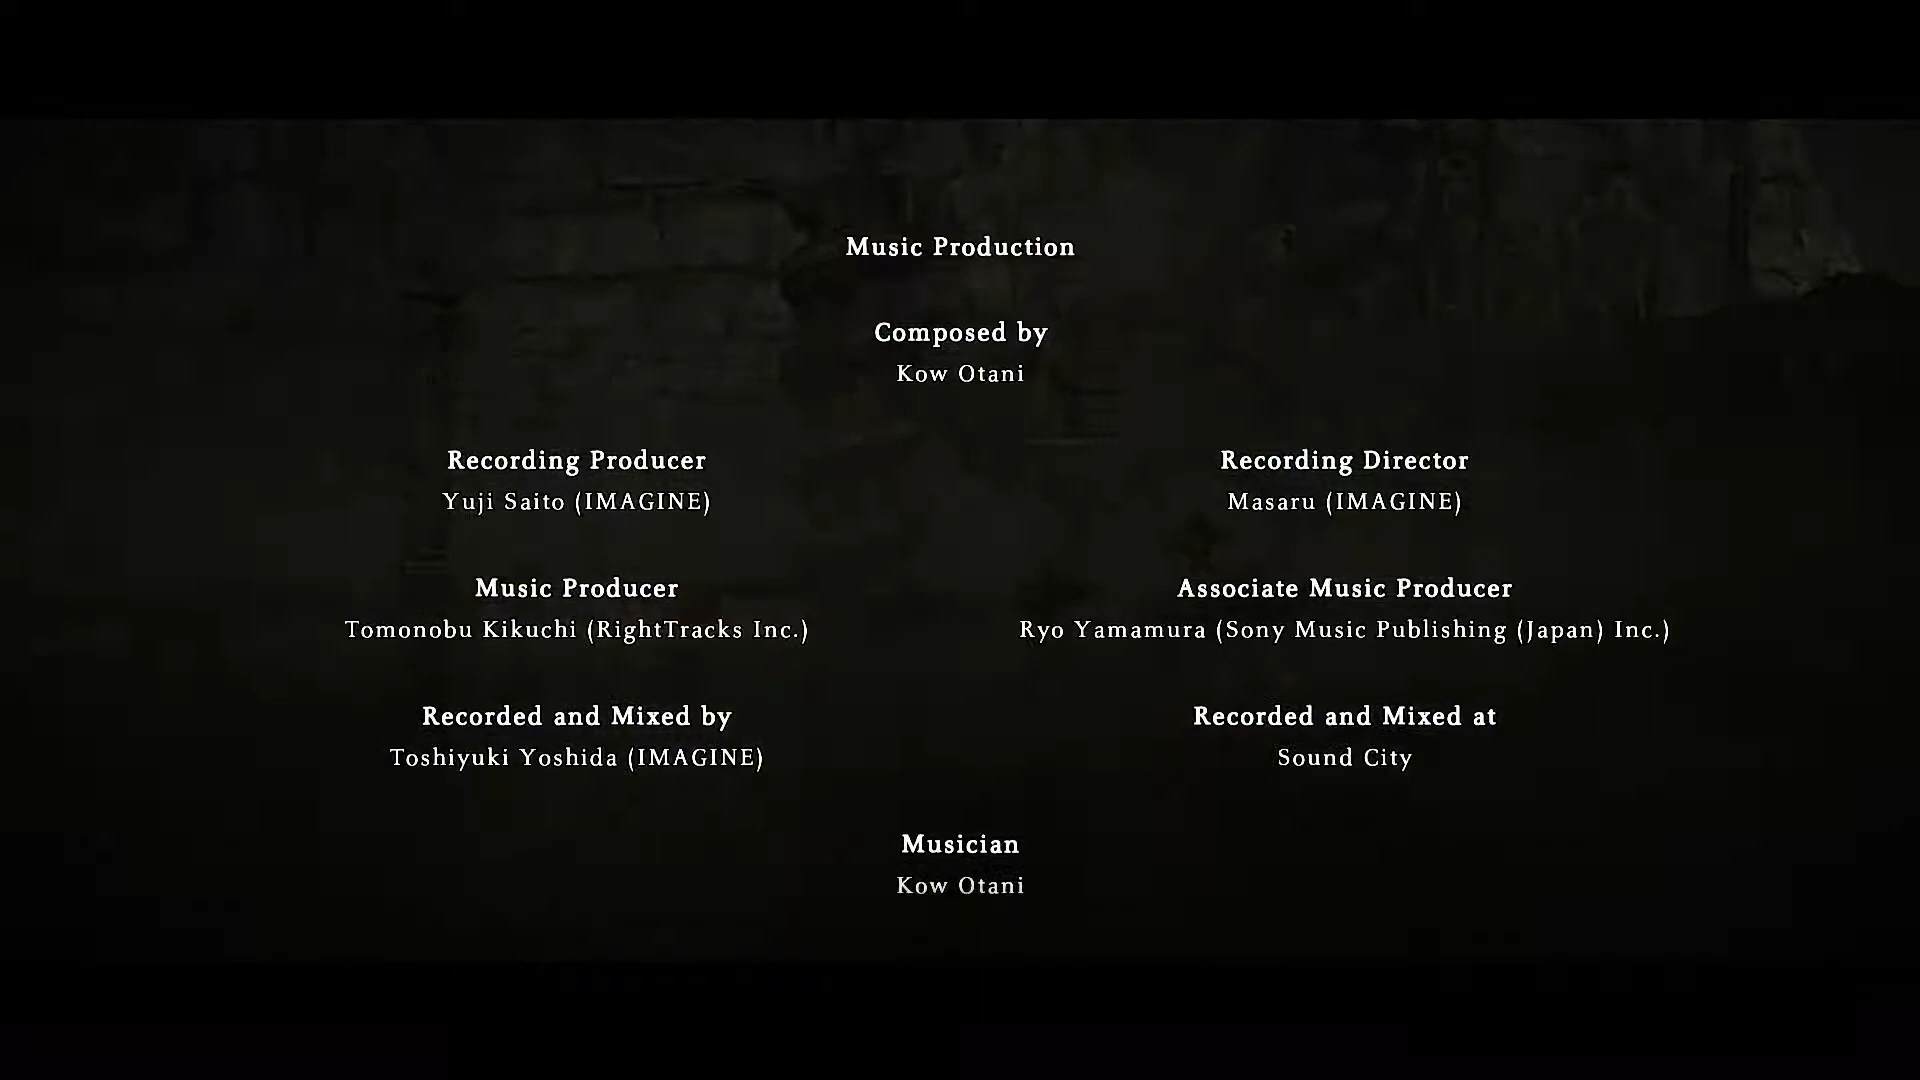 Music Production
Composed by
Kow Otani
Recording Producer
Yuji Saito (IMAGINE)
Recording Director
Masaru (IMAGINE)
Music Producer
Tomonobu Kikuchi (RightTracks Inc.)
Associate Music Producer
Ryo Yamamura (Sony Music Publishing (Japan) Inc.)
Recorded and Mixed by
Toshiyuki Yoshida (IMAGINE)
Recorded and Mixed at
Sound City
Musician
Kow Otani